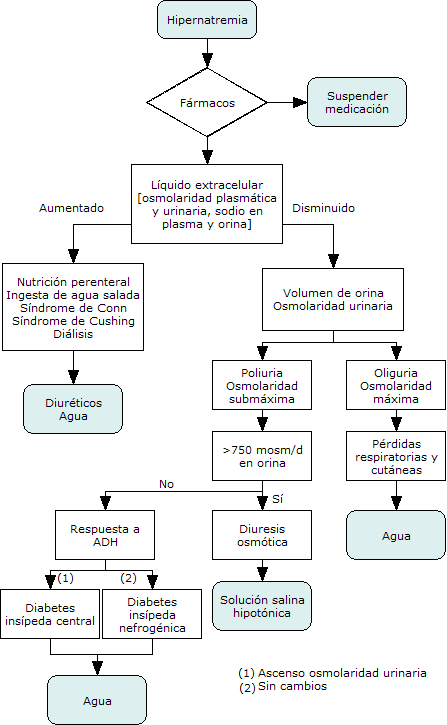 Hipernatremia
Fármacos
Suspender
medicación
Líquido extracelular
[osmolaridad plasmática
y urinaria, sodio en
plasma y orina]
Aumentado
Disminuido
Nutrición perenteral
Ingesta de agua salada
Síndrome de Conn
Síndrome de Cushing
Diálisis
Volumen de orina
Osmolaridad urinaria
Diuréticos
Agua
Poliuria
Osmolaridad
submáxima
Oliguria
Osmolaridad
máxima
>750 mosm/d
en orina
Pérdidas
respiratorias y
cutáneas
No
Sí
Respuesta a
ADH
Diuresis
osmótica
Agua
(1)
(2)
Diabetes
insípeda central
Diabetes
insípeda
nefrogénica
Solución salina
hipotónica
Agua
(1) Ascenso osmolaridad urinaria
(2) Sin cambios